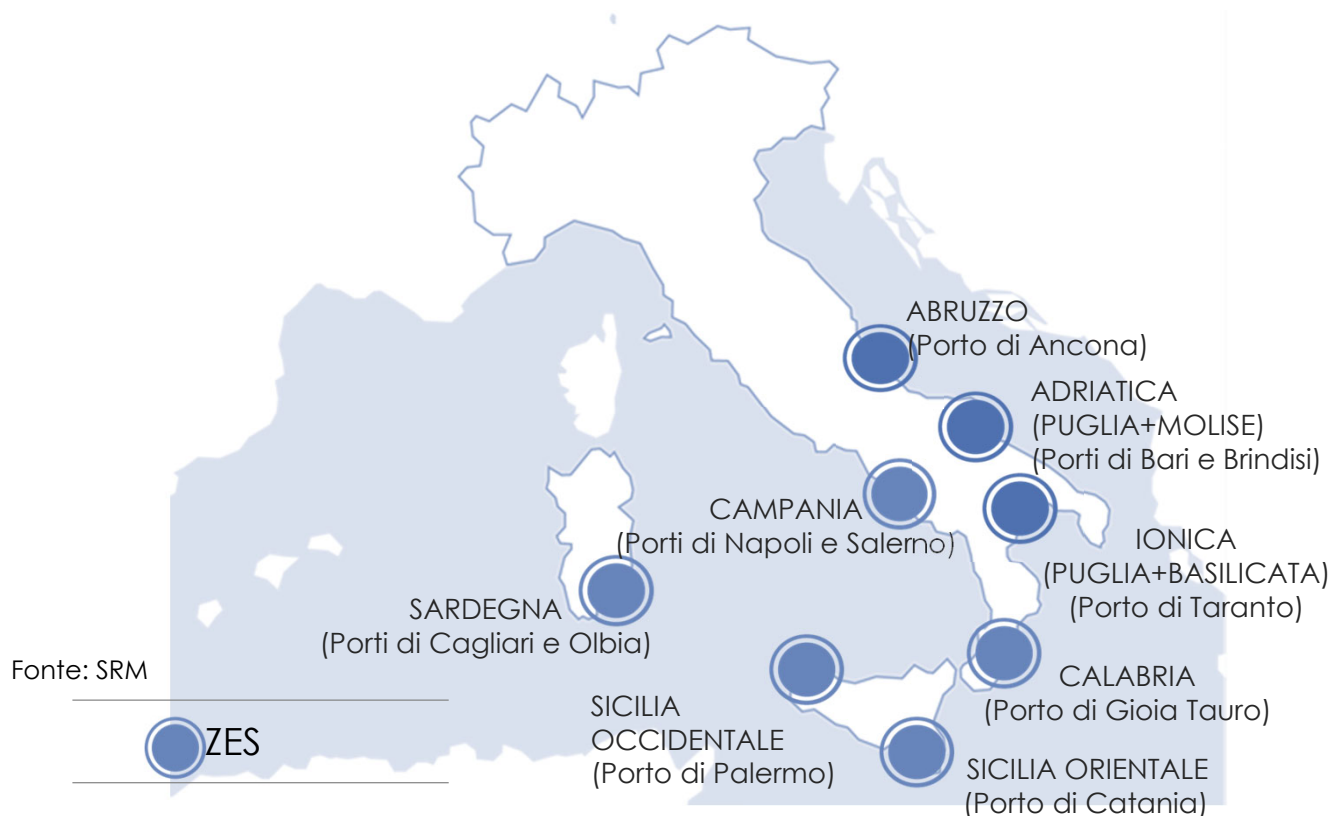 ABRUZZO
(Porto di Ancona)
ADRIATICA
(PUGLIA+MOLISE)
(Porti di Bari e Brindisi)
CAMPANIA
(Porti di Napoli e Salerno)
IONICA
(PUGLIA+BASILICATA)
(Porto di Taranto)
SARDEGNA
(Porti di Cagliari e Olbia)
Fonte: SRM
CALABRIA
(Porto di Gioia Tauro)
SICILIA
OCCIDENTALE
(Porto di Palermo)
ZES
SICILIA ORIENTALE
(Porto di Catania)